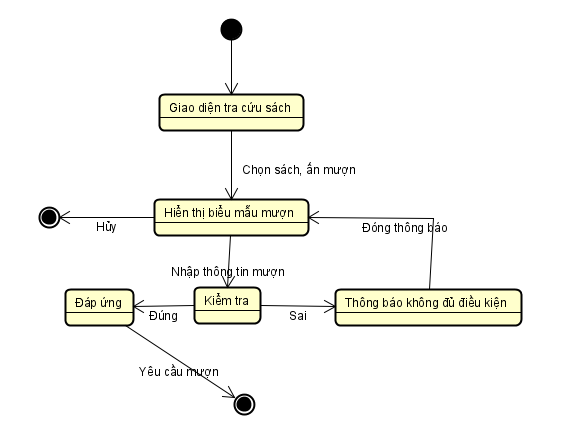 Giao diện tra cứu sách
Chọn sách, ấn mượn
Hiển thị biểu mẫu mượn
Hủy
Đóng thông báo
Nhập thông tin mượn
Đáp ứng
Kiểm tra
Thông báo không đủ điều kiện
Đúng
Sai
Yêu cầu mượn